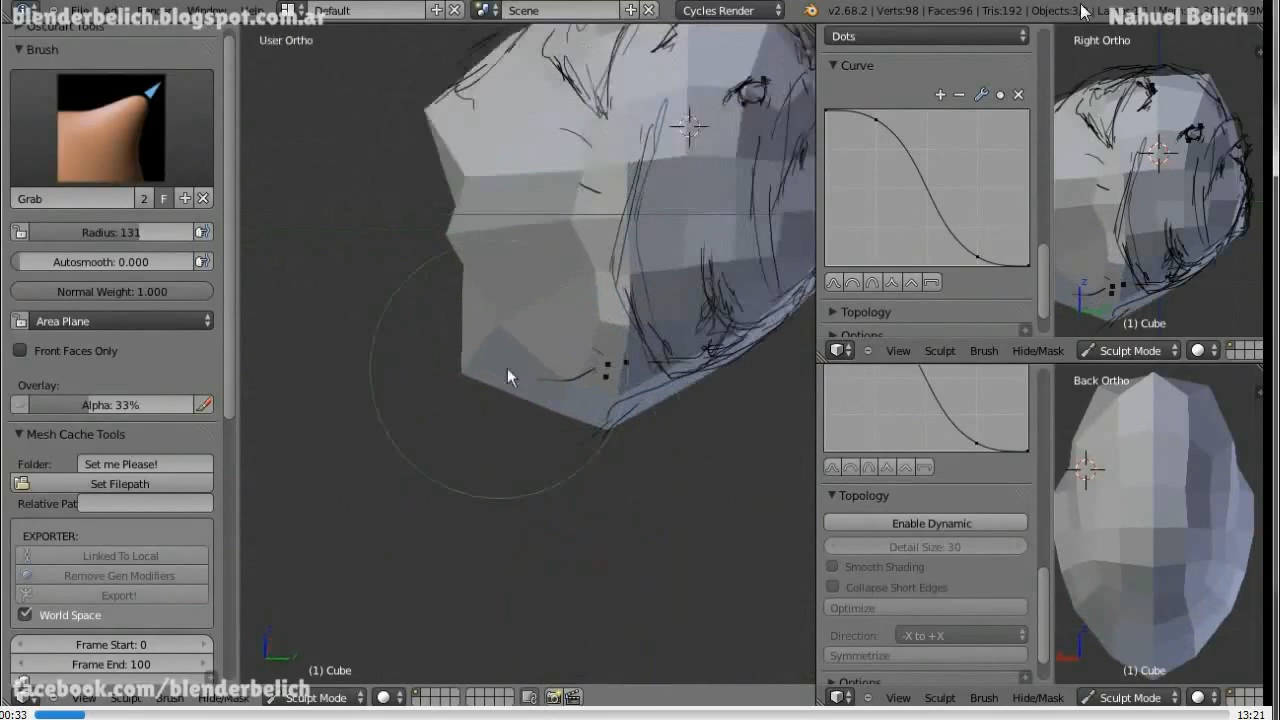 blenderbelich.blogspot.com.ar
Window
Default
Scene
Cycles Render
v2.68.2 | Verts:98 | Faces:96 | Tris:192 | Objects:
Nahuel Belich
Oscurart Tools
Brush
Grab
2
F
Radius: 131
Autosmooth: 0.000
Normal Weight: 1.000
Area Plane
Front Faces Only
Overlay:
Alpha: 33%
Mesh Cache Tools
Folder:
Set me Please!
Set Filepath
Relative Pat
EXPORTER:
Linked To Local
Remove Gen Modifiers
Export!
World Space
Frame Start: 0
Frame End: 100
facebook.com/blenderbelich
User Ortho
(1) Cube
View
Sculpt
Brush
Hide/Mask
Sculpt Mode
Dots
Curve
Topology
Options
Right Ortho
(1) Cube
View
Sculpt
Brush
Hide/Mask
Sculpt Mode
Topology
Enable Dynamic
Detail Size: 30
Smooth Shading
Collapse Short Edges
Optimize
Direction:
-X to +X
Symmetrize
Options
Back Ortho
(1) Cube
View
Sculpt
Brush
Hide/Mask
Sculpt Mode
00:33
13:21